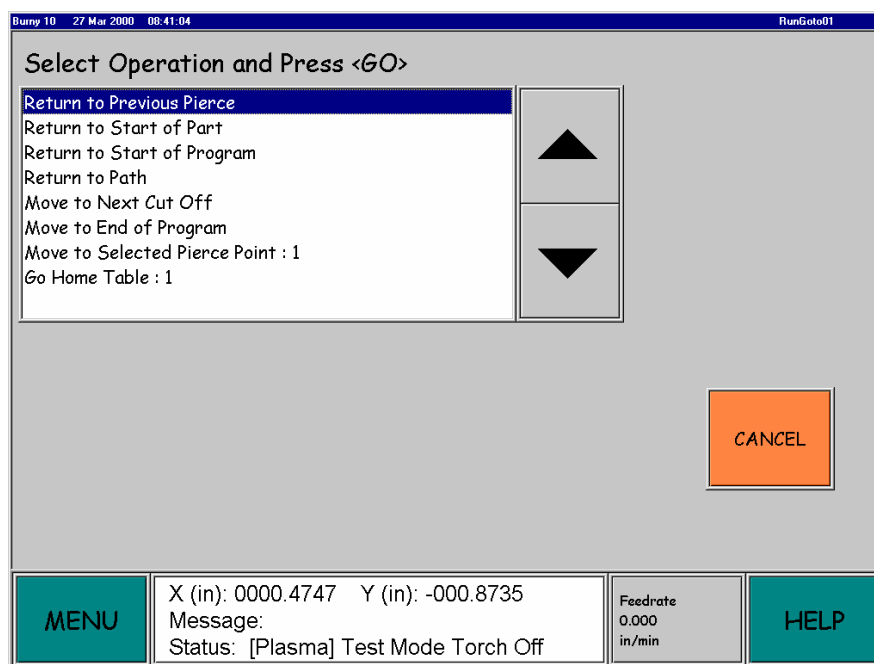 Burny 10 27 Mar 2000 08:41:04 RunGoto01
Select Operation and Press <GO>
Return to Previous Pierce
Return to Start of Part
Return to Start of Program
Return to Path
Move to Next Cut Off
Move to End of Program
Move to Selected Pierce Point : 1
Go Home Table : 1
CANCEL
MENU
X (in): 0000.4747 Y (in): -000.8735
Message:
Status: [Plasma] Test Mode Torch Off
Feedrate
0.000
in/min
HELP